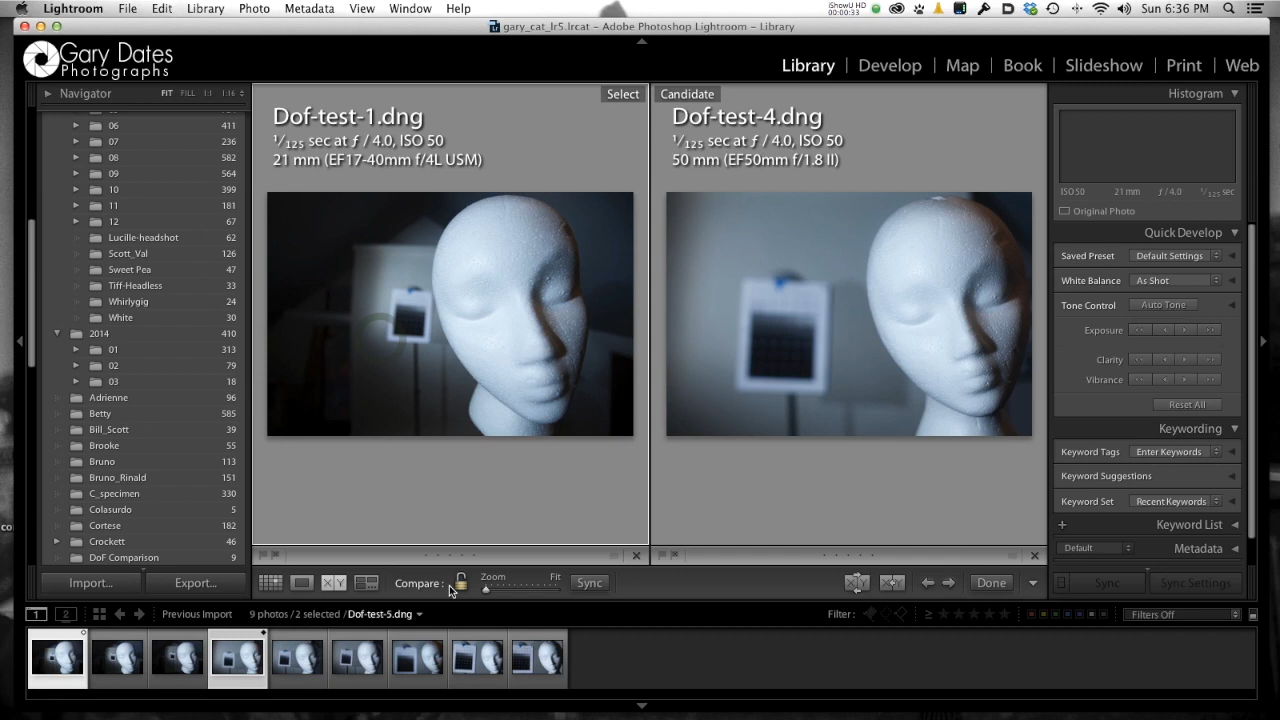 Lightroom File Edit Library Photo Metadata View Window Help
iShowU HD
00:00:33
Sun 6:36 PM
gary_cat_lr5.lrcat - Adobe Photoshop Lightroom - Library
Gary Dates
Photographs
Library Develop Map Book Slideshow Print Web
Navigator FIT FILL 1:1 1:16
06 411
07 236
08 582
09 564
10 399
11 181
12 67
Lucille-headshot 62
Scott_Val 126
Sweet Pea 47
Tiff-Headless 33
Whirlygig 24
White 30
2014 410
01 313
02 79
03 18
Adrienne 96
Betty 585
Bill_Scott 39
Brooke 55
Bruno 113
Bruno_Rinald 151
C_specimen 330
Colasurdo 5
Cortese 182
Crockett 46
DoF Comparison 9
Import... Export...
Select
Dof-test-1.dng
1/125 sec at ƒ / 4.0, ISO 50
21 mm (EF17-40mm f/4L USM)
Candidate
Dof-test-4.dng
1/125 sec at ƒ / 4.0, ISO 50
50 mm (EF50mm f/1.8 II)
Histogram
ISO 50 21 mm ƒ / 4.0 1/125 sec
Original Photo
Quick Develop
Saved Preset Default Settings
White Balance As Shot
Tone Control Auto Tone
Exposure
Clarity
Vibrance
Reset All
Keywording
Keyword Tags Enter Keywords
Keyword Suggestions
Keyword Set Recent Keywords
Keyword List
Default Metadata
Sync Sync Settings
XY Compare : Zoom Fit Sync
Done
1 2 Previous Import 9 photos / 2 selected / Dof-test-5.dng
Filter : Filters Off